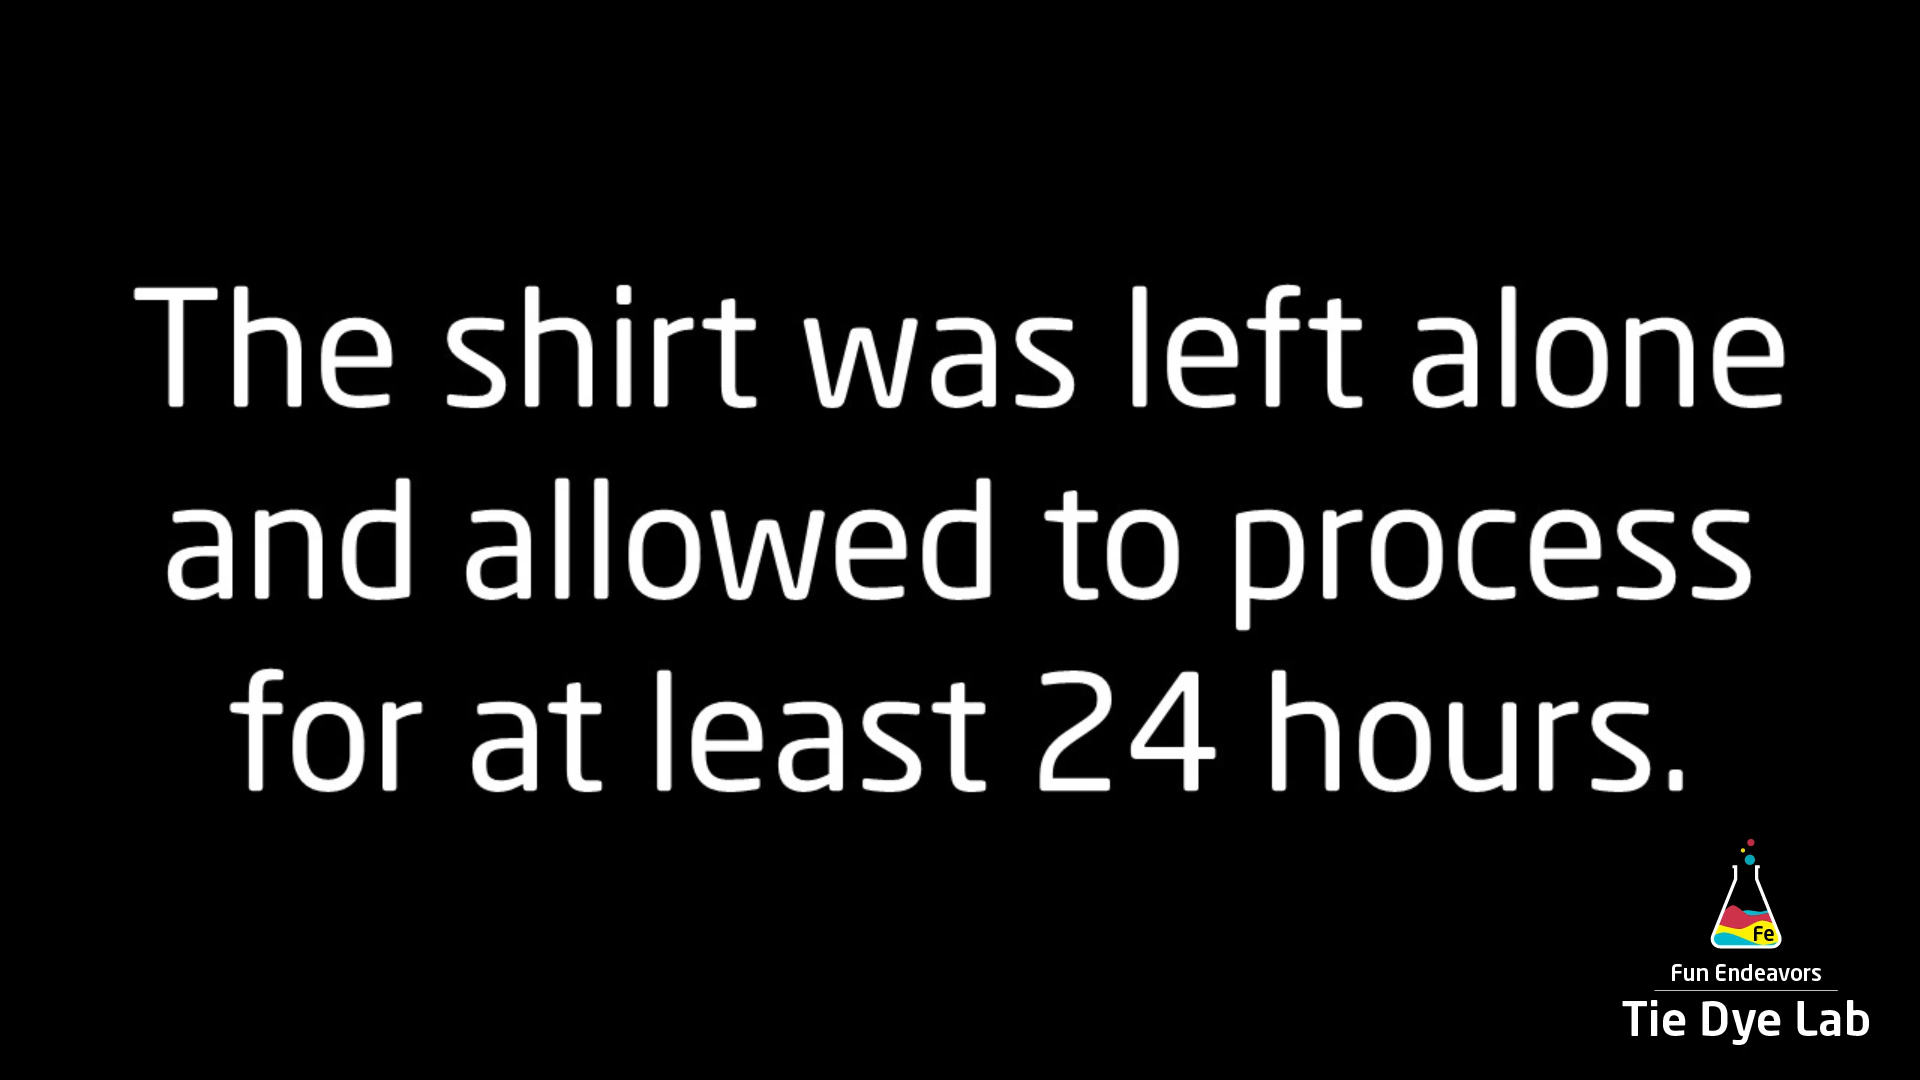 The shirt was left alone
and allowed to process
for at least 24 hours.
Fe
Fun Endeavors
Tie Dye Lab